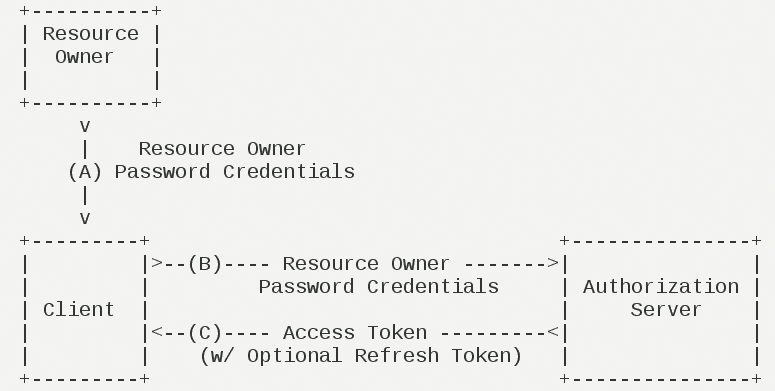 +----------+
| Resource |
|  Owner   |
|          |
+----------+
     v
     |    Resource Owner
    (A) Password Credentials
     |
     v
+---------+                                  +---------------+
|         |>--(B)---- Resource Owner ------->|               |
|         |         Password Credentials     | Authorization |
| Client  |                                  |     Server    |
|         |<--(C)---- Access Token ---------<|               |
|         |    (w/ Optional Refresh Token)   |               |
+---------+                                  +---------------+